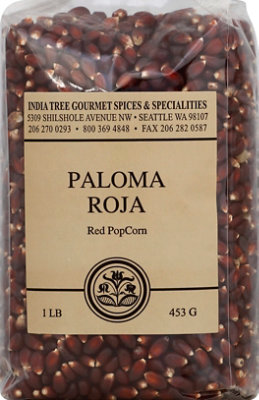 INDIA TREE GOURMET SPICES & SPECIALITIES
5309 SHILSHOLE AVENUE NW • SEATTLE WA 98107
206 270 0293 • 800 369 4848 • FAX 206 282 0587
PALOMA
ROJA
Red PopCorn
1 LB 453 G